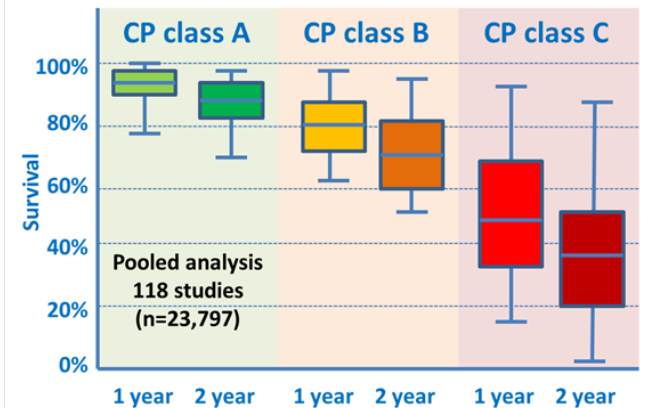 CP class A CP class B CP class C
100%
80%
60%
40%
20%
0%
Survival
Pooled analysis
118 studies
(n=23,797)
1 year 2 year 1 year 2 year 1 year 2 year